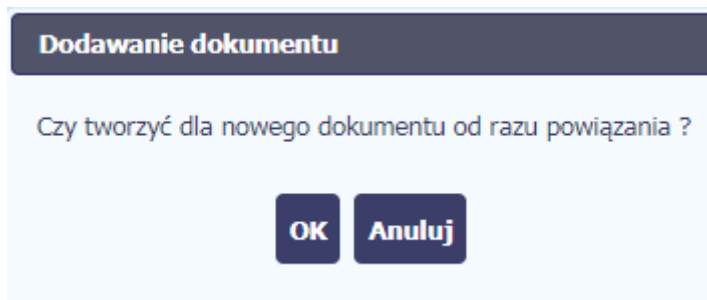 Dodawanie dokumentu
Czy tworzyć dla nowego dokumentu od razu powiązania ?
OK Anuluj